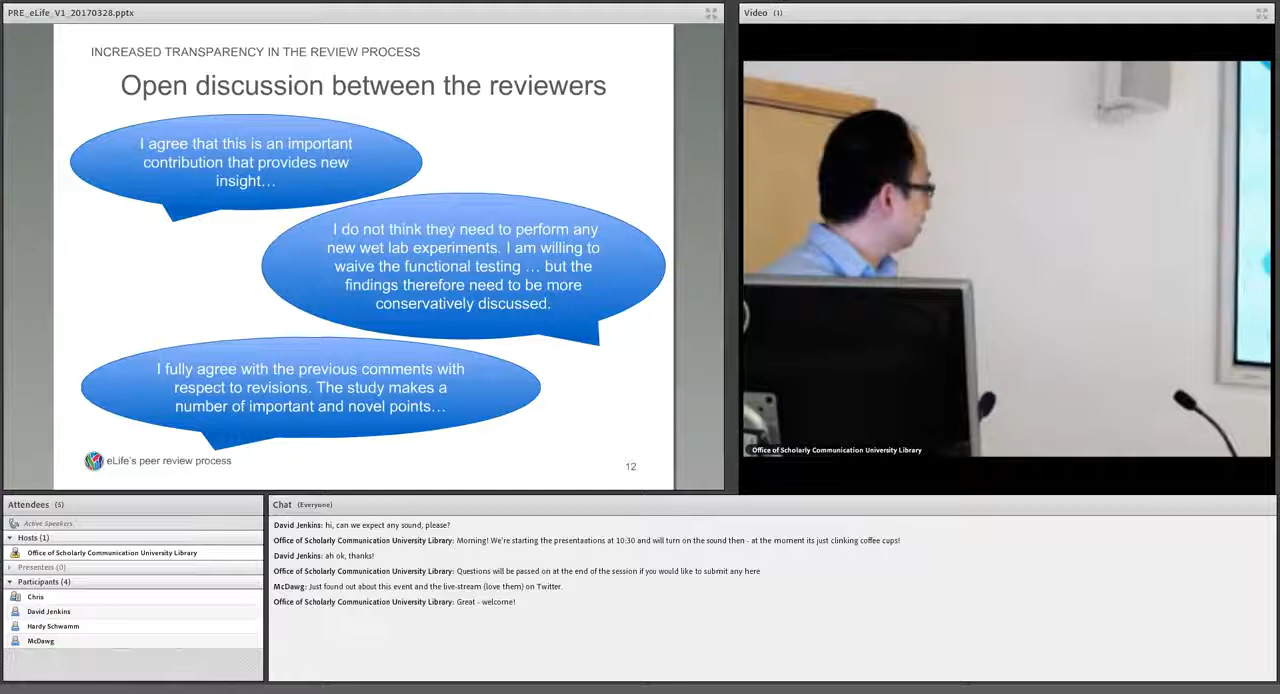 PRE_eLife_V1_20170328.pptx
INCREASED TRANSPARENCY IN THE REVIEW PROCESS
Open discussion between the reviewers
I agree that this is an important
contribution that provides new
insight…
I do not think they need to perform any
new wet lab experiments. I am willing to
waive the functional testing … but the
findings therefore need to be more
conservatively discussed.
I fully agree with the previous comments with
respect to revisions. The study makes a
number of important and novel points…
eLife's peer review process
12
Video (1)
Office of Scholarly Communication University Library
Attendees (5)
Active Speakers
Hosts (1)
Office of Scholarly Communication University Library
Presenters (0)
Participants (4)
Chris
David Jenkins
Hardy Schwamm
McDawg
Chat (Everyone)
David Jenkins: hi, can we expect any sound, please?
Office of Scholarly Communication University Library: Morning! We're starting the presentaations at 10:30 and will turn on the sound then - at the moment its just clinking coffee cups!
David Jenkins: ah ok, thanks!
Office of Scholarly Communication University Library: Questions will be passed on at the end of the session if you would like to submit any here
McDawg: Just found out about this event and the live-stream (love them) on Twitter.
Office of Scholarly Communication University Library: Great - welcome!